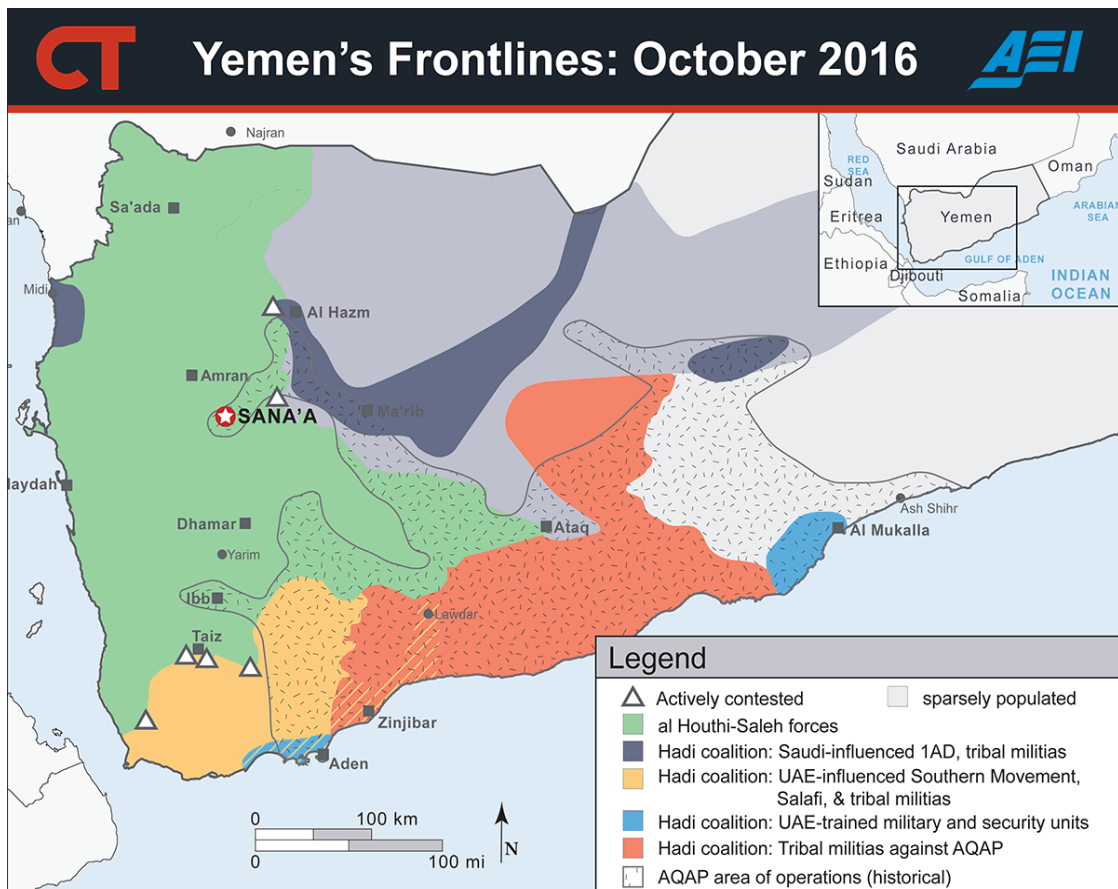 CT
Yemen's Frontlines: October 2016
AEI
Najran
Sa'ada
Midi
Al Hazm
Amran
SANA'A
Ma'rib
laydah
Dhamar
Yarim
Ataq
Ash Shihr
Al Mukalla
Ibb
Lawdar
Taiz
Zinjibar
Aden
100 km
0
100 mi
0
N
Saudi Arabia
RED
SEA
Oman
Sudan
ARABIAN
SEA
Eritrea
Yemen
Ethiopia
GULF OF ADEN
Djibouti
INDIAN
OCEAN
Somalia
Legend
Actively contested
sparsely populated
al Houthi-Saleh forces
Hadi coalition: Saudi-influenced 1AD, tribal militias
Hadi coalition: UAE-influenced Southern Movement,
Salafi, & tribal militias
Hadi coalition: UAE-trained military and security units
Hadi coalition: Tribal militias against AQAP
AQAP area of operations (historical)